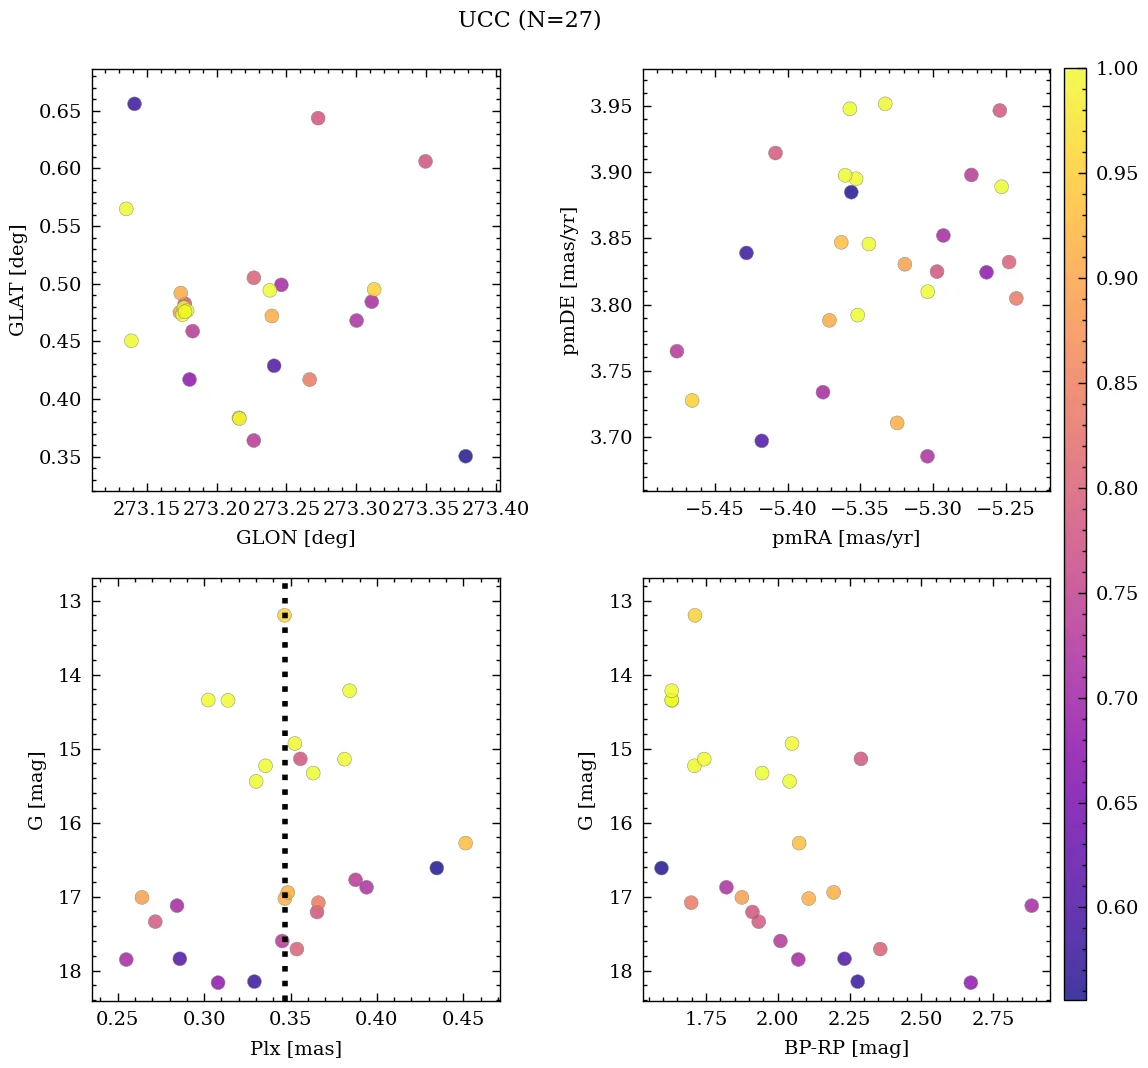 UCC (N=27)
0.65
0.60
0.55
0.50
0.45
0.40
0.35
GLAT [deg]
273.15 273.20 273.25 273.30 273.35 273.40
GLON [deg]
3.95
3.90
3.85
3.80
3.75
3.70
pmDE [mas/yr]
−5.45 −5.40 −5.35 −5.30 −5.25
pmRA [mas/yr]
13
14
15
16
17
18
G [mag]
0.25 0.30 0.35 0.40 0.45
Plx [mas]
13
14
15
16
17
18
G [mag]
1.75 2.00 2.25 2.50 2.75
BP-RP [mag]
1.00
0.95
0.90
0.85
0.80
0.75
0.70
0.65
0.60